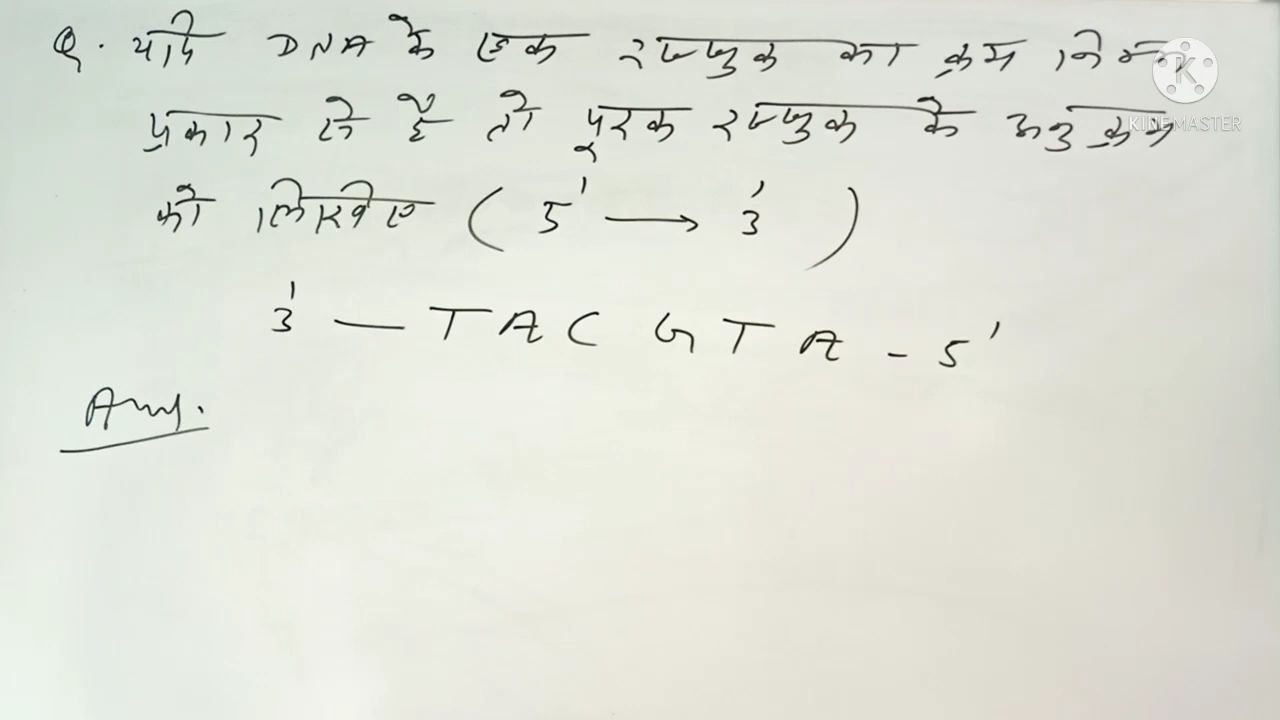 Q. यदि DNA के एक रज्जुक का क्रम निम्न
प्रकार से है तो पूरक रज्जुक के अनुक्रम
को लिखिए ( 5' → 3' )
3' — T A C G T A - 5'
Ans.
K
KINEMASTER